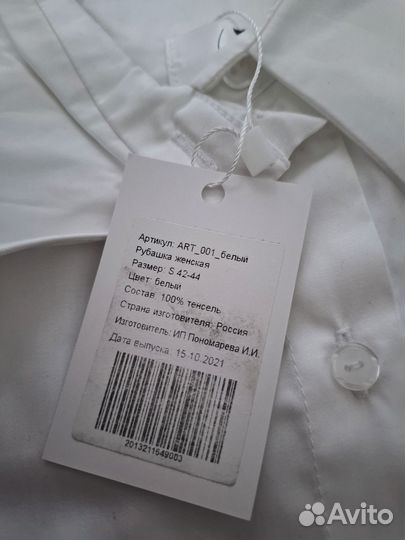 Артикул: ART_001_белый
Рубашка женская
Размер: S 42-44
Цвет: белый
Состав: 100% тенсель
Страна изготовителя: Россия
Изготовитель: ИП Пономарева И.И.
Дата выпуска: 15.10.2021
2013211549003
Avito